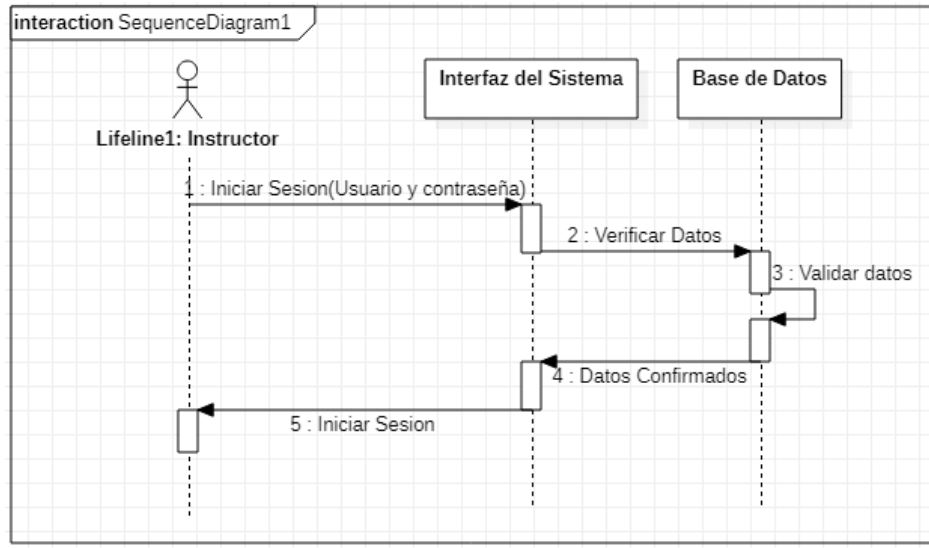 interaction SequenceDiagram1
Interfaz del Sistema
Base de Datos
Lifeline1: Instructor
1 : Iniciar Sesion(Usuario y contraseña)
2 : Verificar Datos
3 : Validar datos
4 : Datos Confirmados
5 : Iniciar Sesion